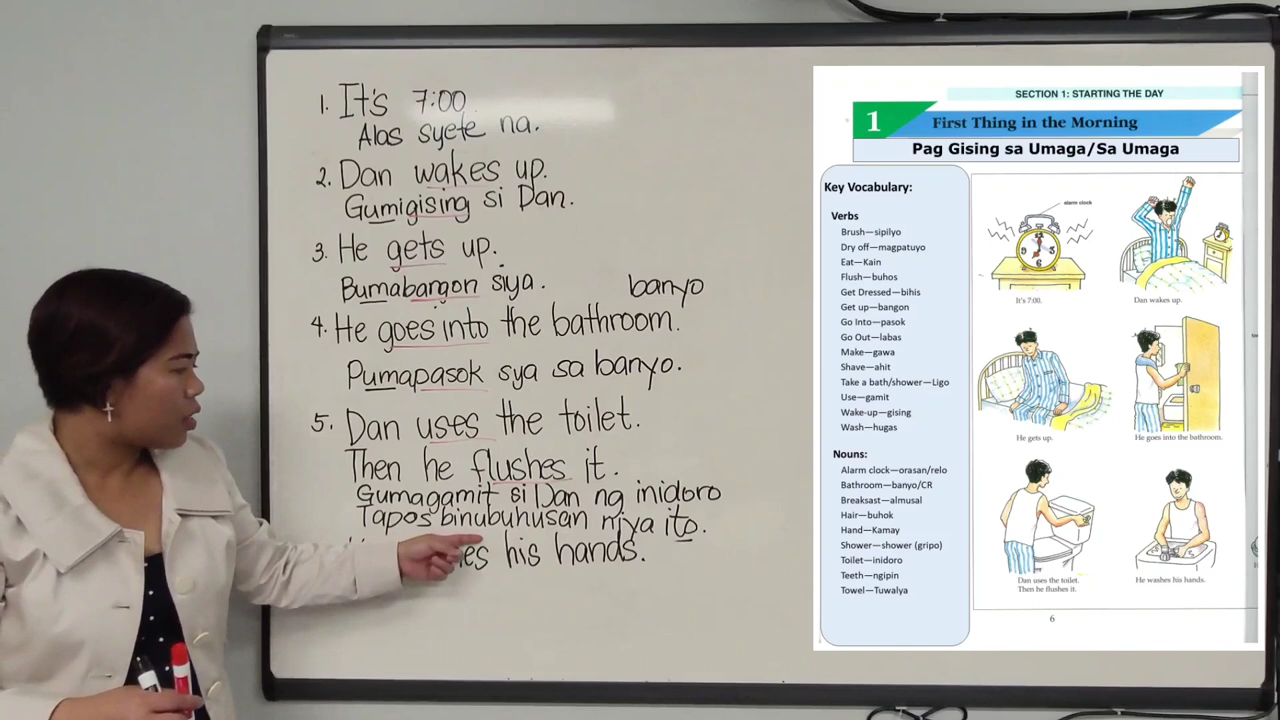 1. It's 7:00
Alas syete na.
2. Dan wakes up.
Gumigising si Dan.
3. He gets up.
Bumabangon siya.
banyo
4. He goes into the bathroom.
Pumapasok sya sa banyo.
5. Dan uses the toilet.
Then he flushes it.
Gumagamit si Dan ng inidoro
Tapos binubuhusan niya ito.
his hands.
SECTION 1: STARTING THE DAY
1 First Thing in the Morning
Pag Gising sa Umaga/Sa Umaga
Key Vocabulary:
Verbs
Brush—sipilyo
Dry off—magpatuyo
Eat—Kain
Flush—buhos
Get Dressed—bihis
Get up—bangon
Go Into—pasok
Go Out—labas
Make—gawa
Shave—ahit
Take a bath/shower—Ligo
Use—gamit
Wake-up—gising
Wash—hugas
Nouns:
Alarm clock—orasan/relo
Bathroom—banyo/CR
Breaksast—almusal
Hair—buhok
Hand—Kamay
Shower—shower (gripo)
Toilet—inidoro
Teeth—ngipin
Towel—Tuwalya
alarm clock
It's 7:00.
Dan wakes up.
He gets up.
He goes into the bathroom.
Dan uses the toilet.
Then he flushes it.
He washes his hands.
6